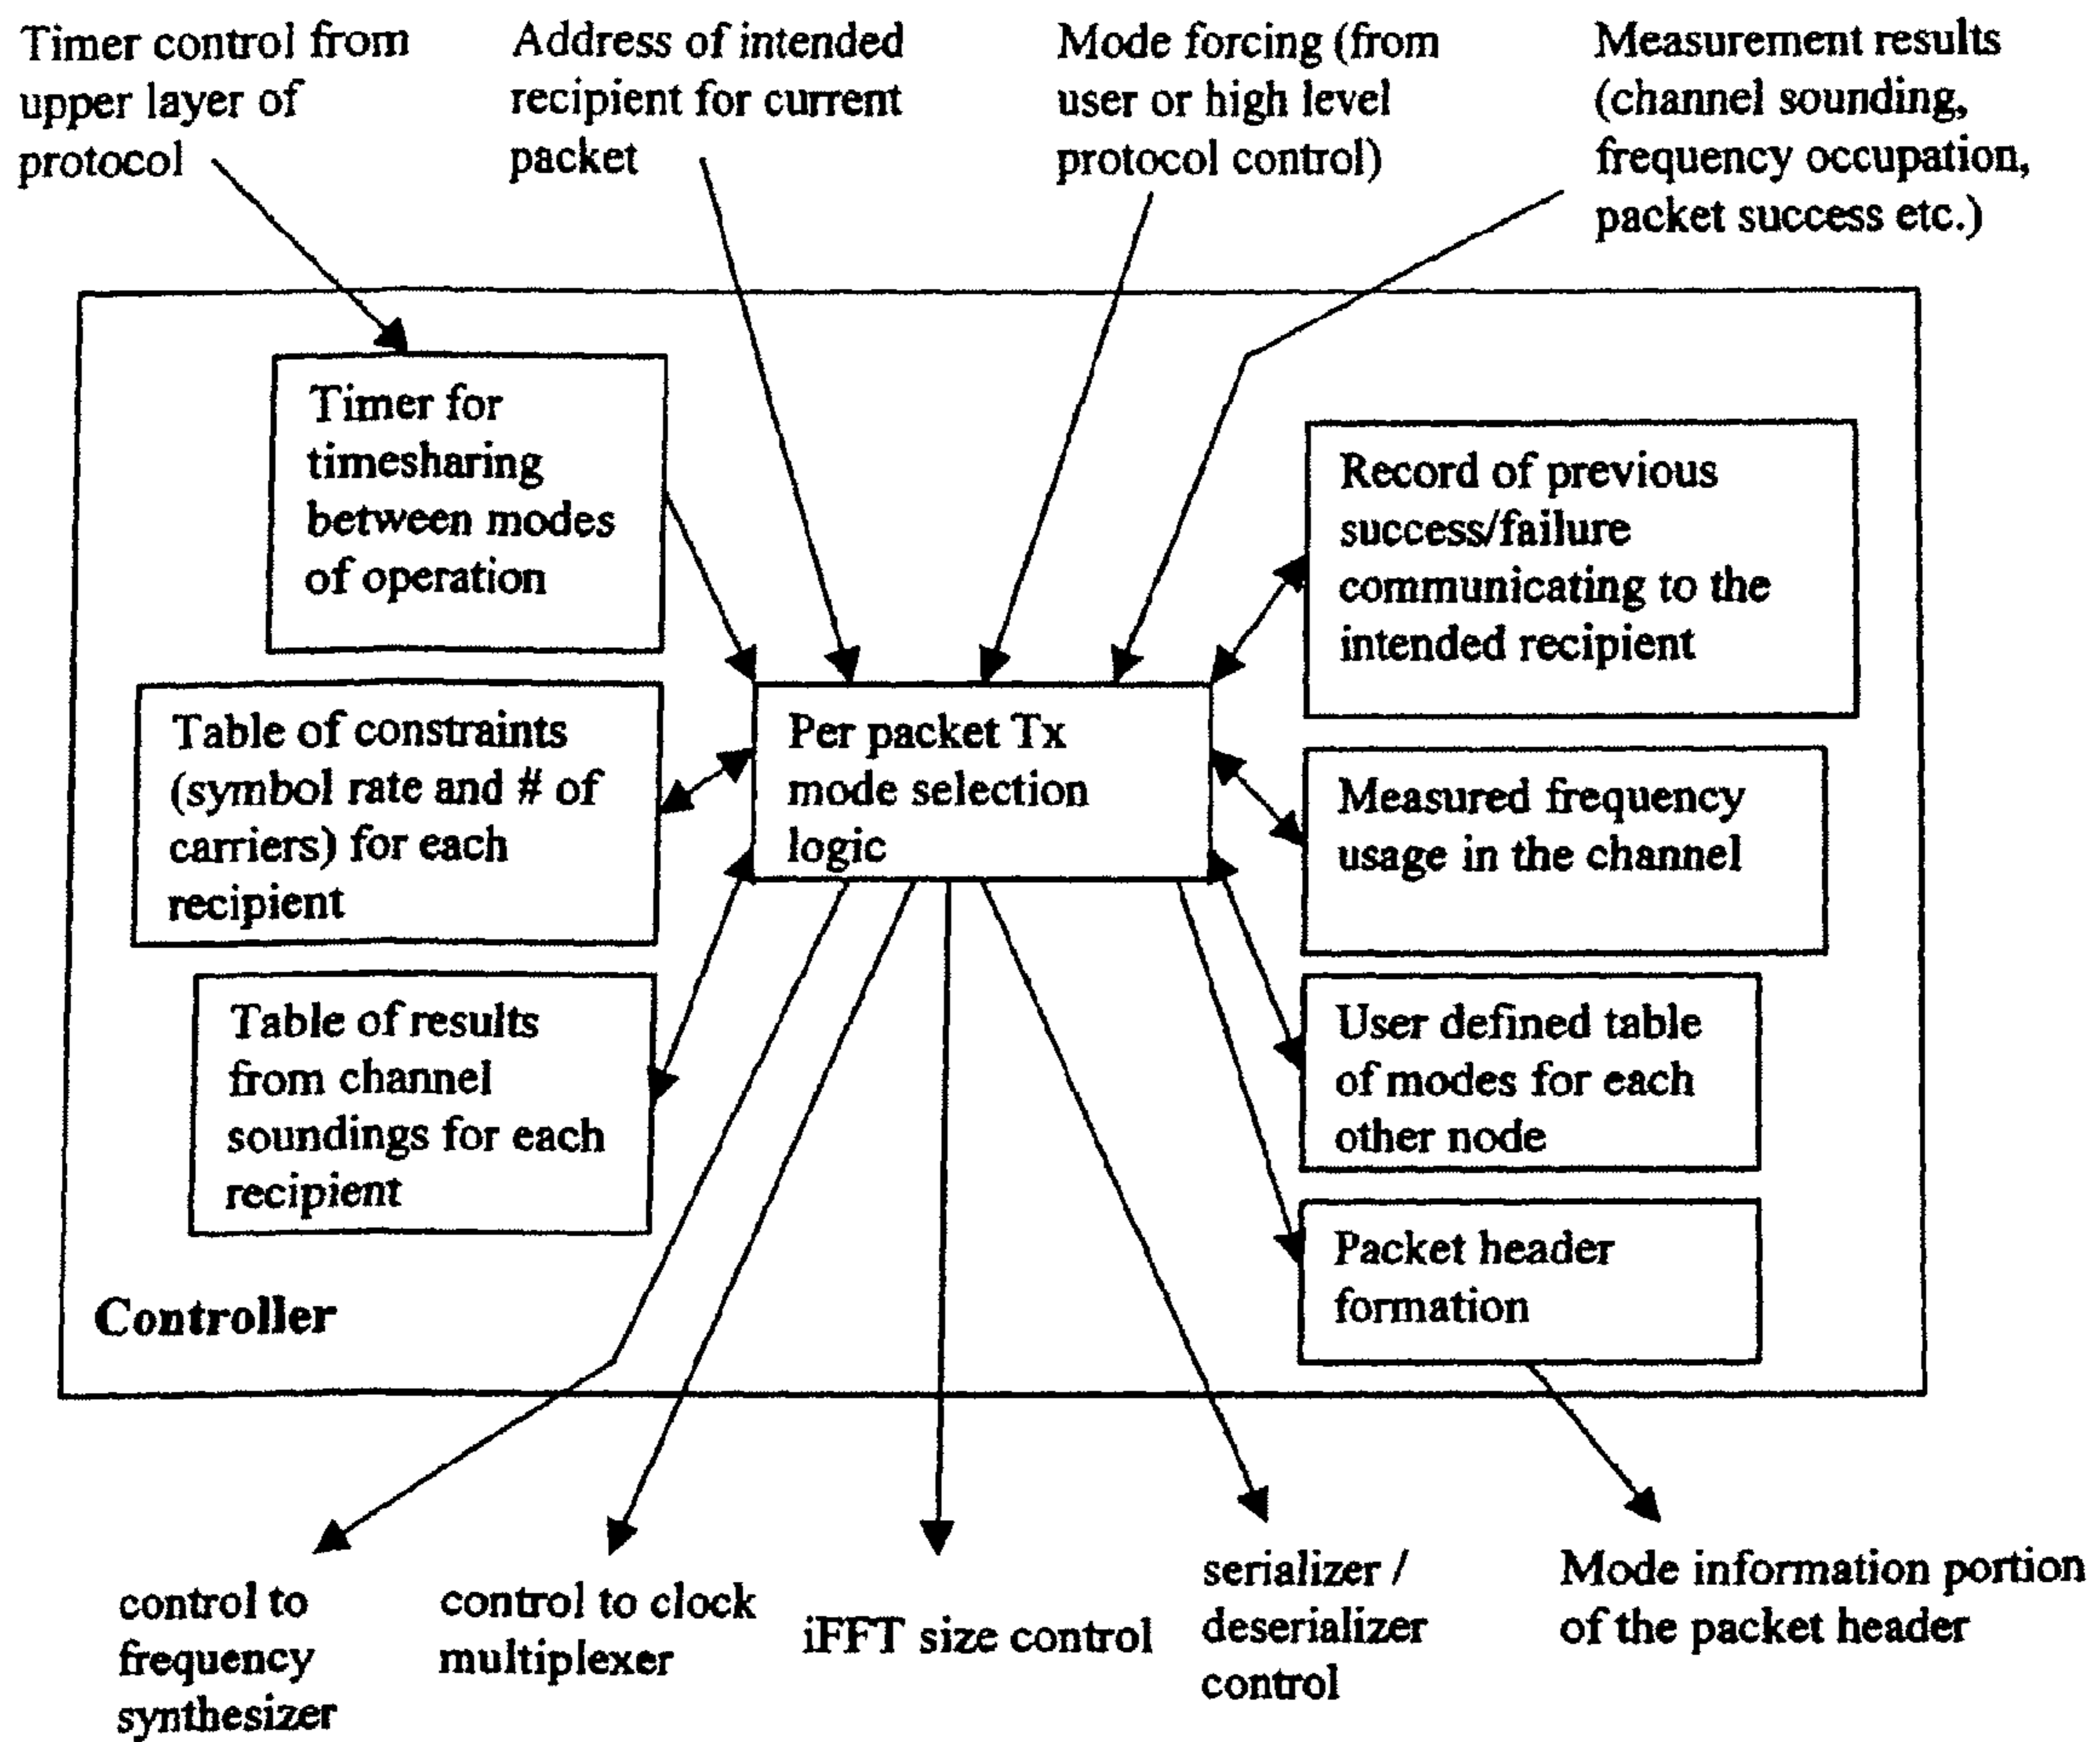 Timer control from
upper layer of
protocol
Address of intended
recipient for current
packet
Mode forcing (from
user or high level
protocol control)
Measurement results
(channel sounding,
frequency occupation,
packet success etc.)
Timer for
timesharing
between modes
of operation
Record of previous
success/failure
communicating to the
intended recipient
Table of constraints
(symbol rate and # of
carriers) for each
recipient
Per packet Tx
mode selection
logic
Measured frequency
usage in the channel
Table of results
from channel
soundings for each
recipient
User defined table
of modes for each
other node
Packet header
formation
Controller
control to
frequency
synthesizer
control to clock
multiplexer
iFFT size control
serializer /
deserializer
control
Mode information portion
of the packet header